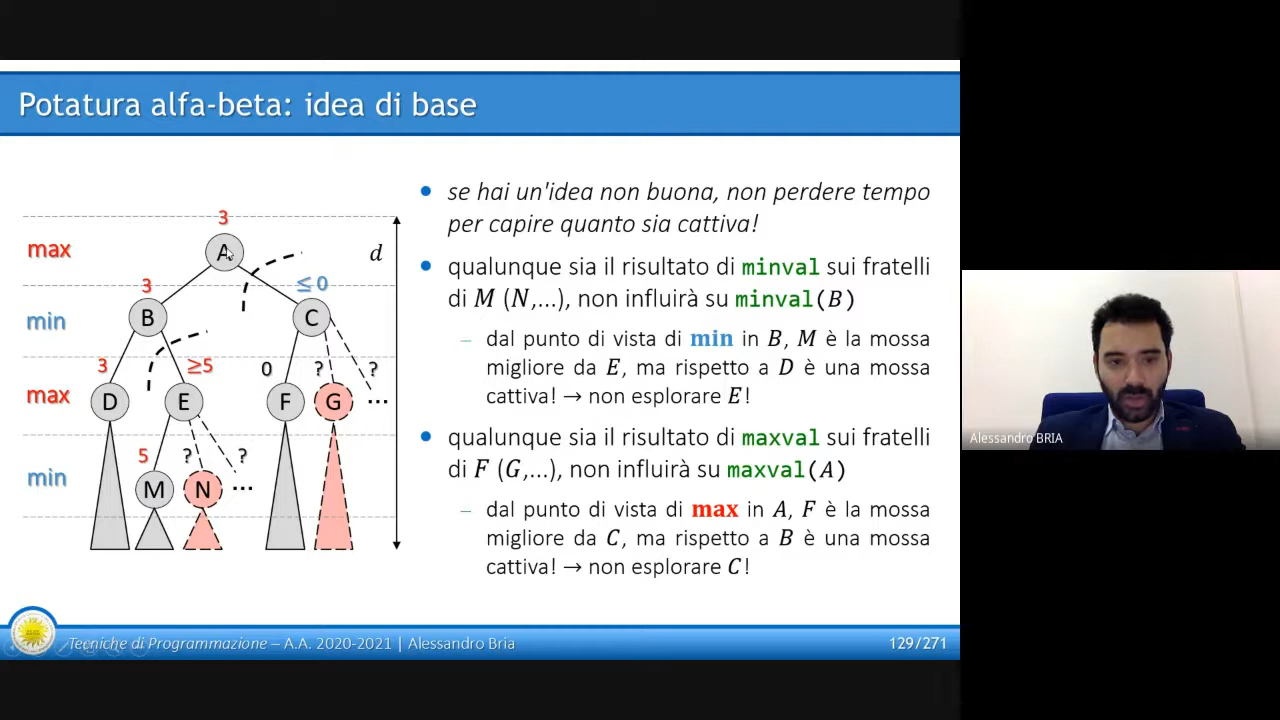 Potatura alfa-beta: idea di base
se hai un'idea non buona, non perdere tempo
per capire quanto sia cattiva!
qualunque sia il risultato di minval sui fratelli
di M (N,...), non influirà su minval(B)
– dal punto di vista di min in B, M è la mossa
migliore da E, ma rispetto a D è una mossa
cattiva! → non esplorare E!
qualunque sia il risultato di maxval sui fratelli
di F (G,...), non influirà su maxval(A)
– dal punto di vista di max in A, F è la mossa
migliore da C, ma rispetto a B è una mossa
cattiva! → non esplorare C!
3
max A d
3 ≤ 0
min B C
3 ≥5 0 ? ?
max D E F G ...
5 ? ?
min M N ...
Alessandro BRIA
Tecniche di Programmazione – A.A. 2020-2021 | Alessandro Bria
129/271